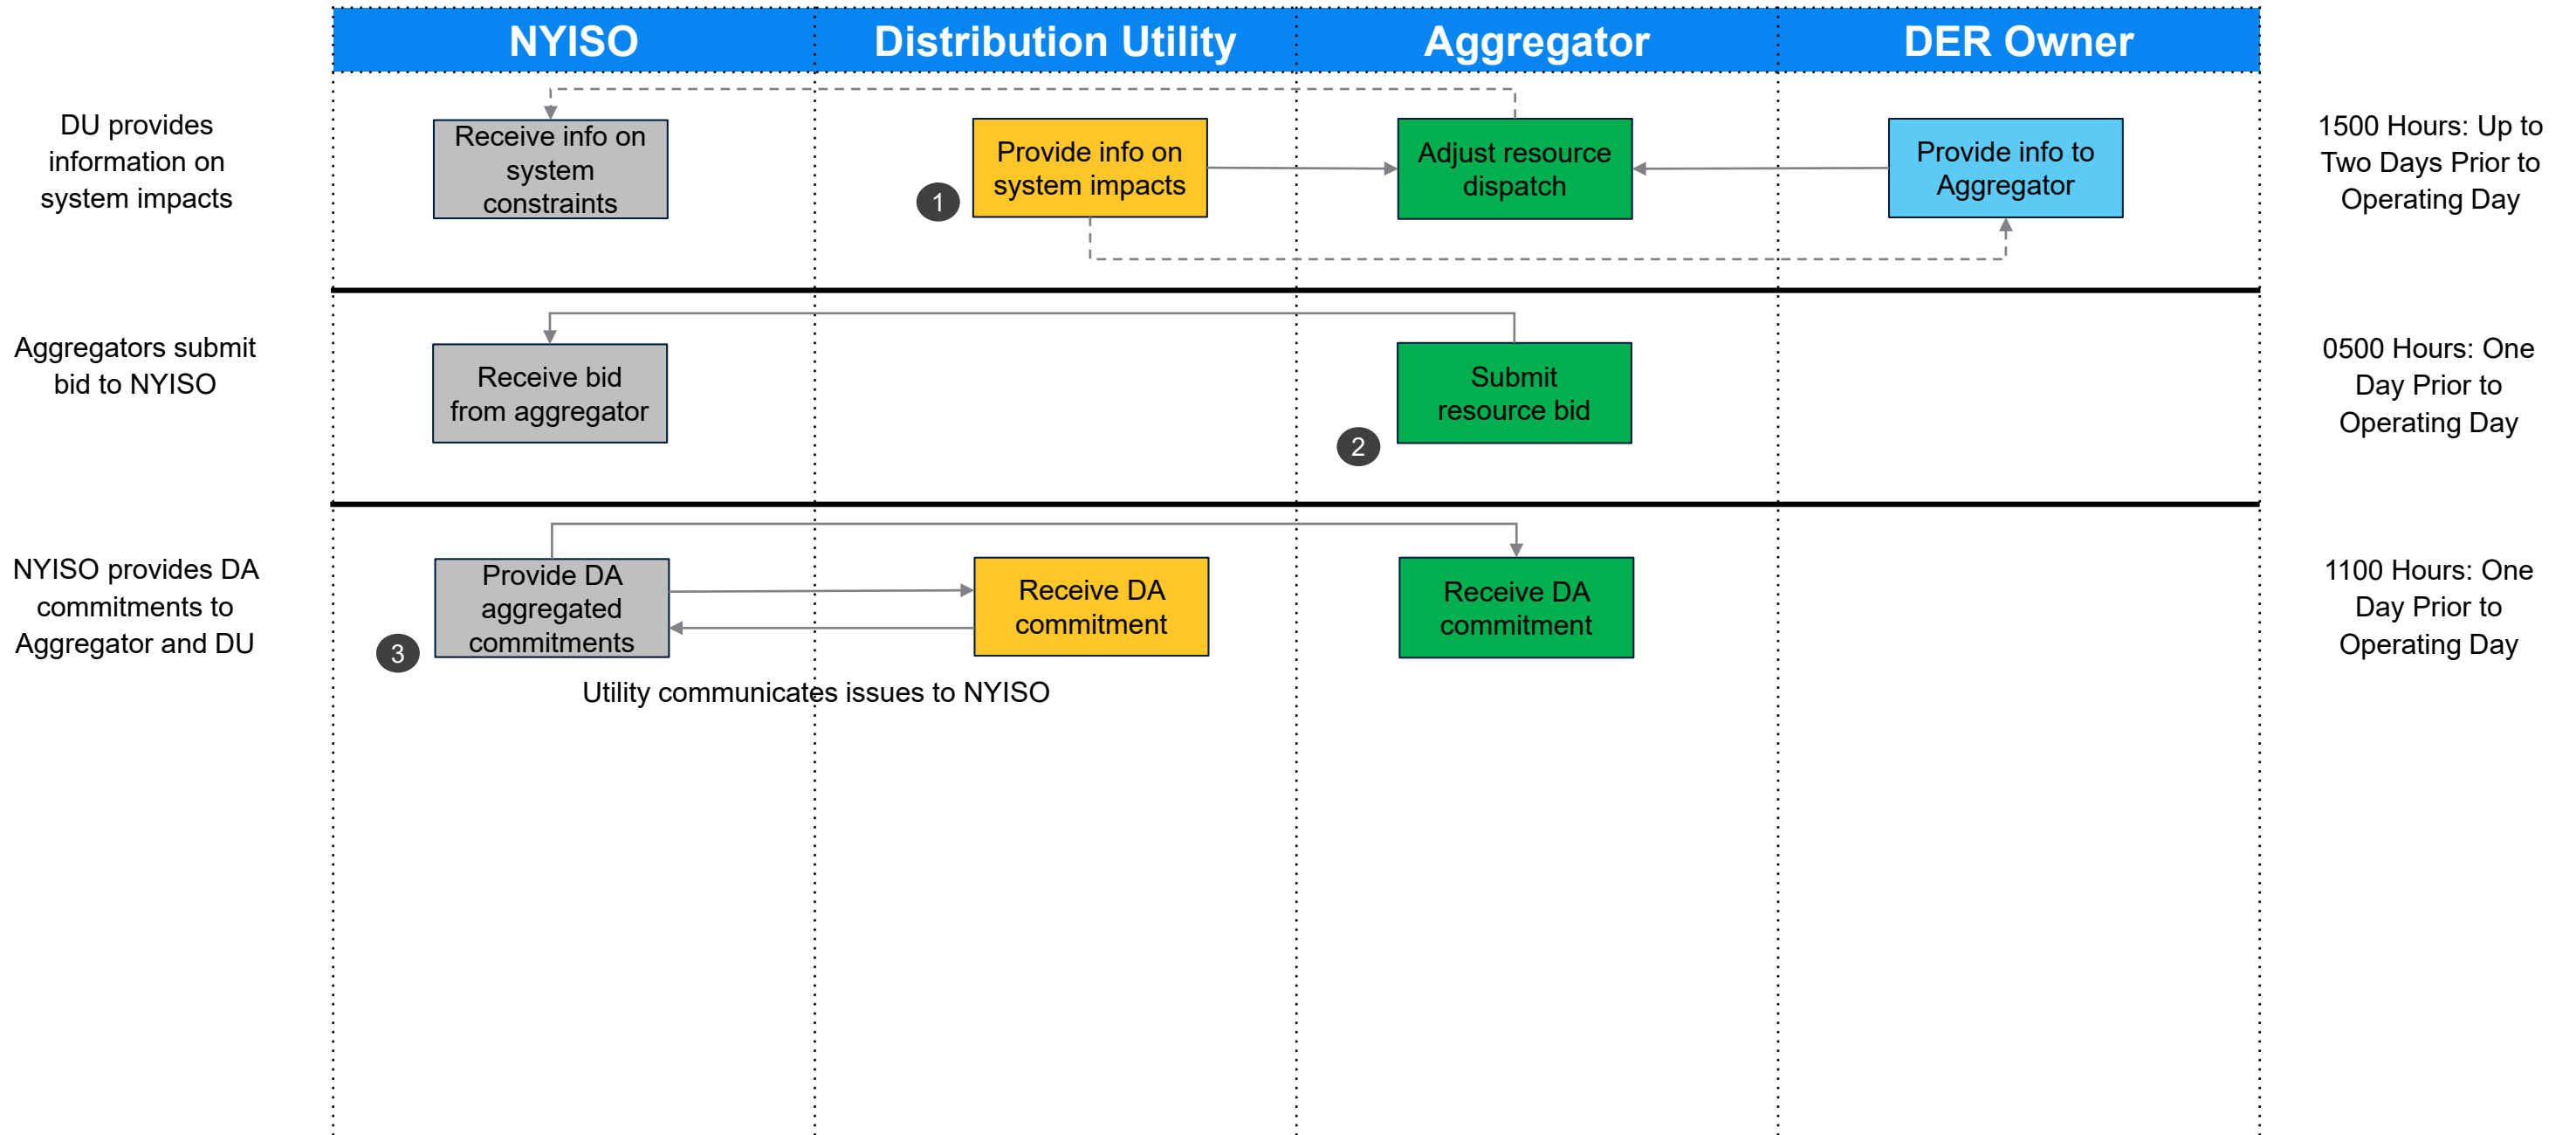 NYISO
Distribution Utility
Aggregator
DER Owner
DU provides
information on
system impacts
Receive info on
system
constraints
1
Provide info on
system impacts
Adjust resource
dispatch
Provide info to
Aggregator
1500 Hours: Up to
Two Days Prior to
Operating Day
Aggregators submit
bid to NYISO
Receive bid
from aggregator
2
Submit
resource bid
0500 Hours: One
Day Prior to
Operating Day
NYISO provides DA
commitments to
Aggregator and DU
3
Provide DA
aggregated
commitments
Receive DA
commitment
Receive DA
commitment
1100 Hours: One
Day Prior to
Operating Day
Utility communicates issues to NYISO